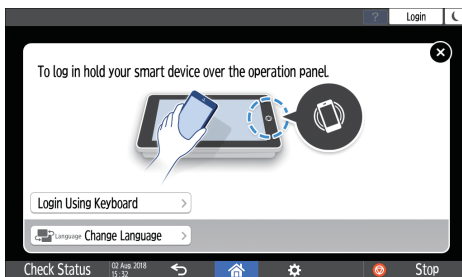 ?
Login
To log in hold your smart device over the operation panel.
Login Using Keyboard
Language Change Language
Check Status
02 Aug 2018
15:32
Stop